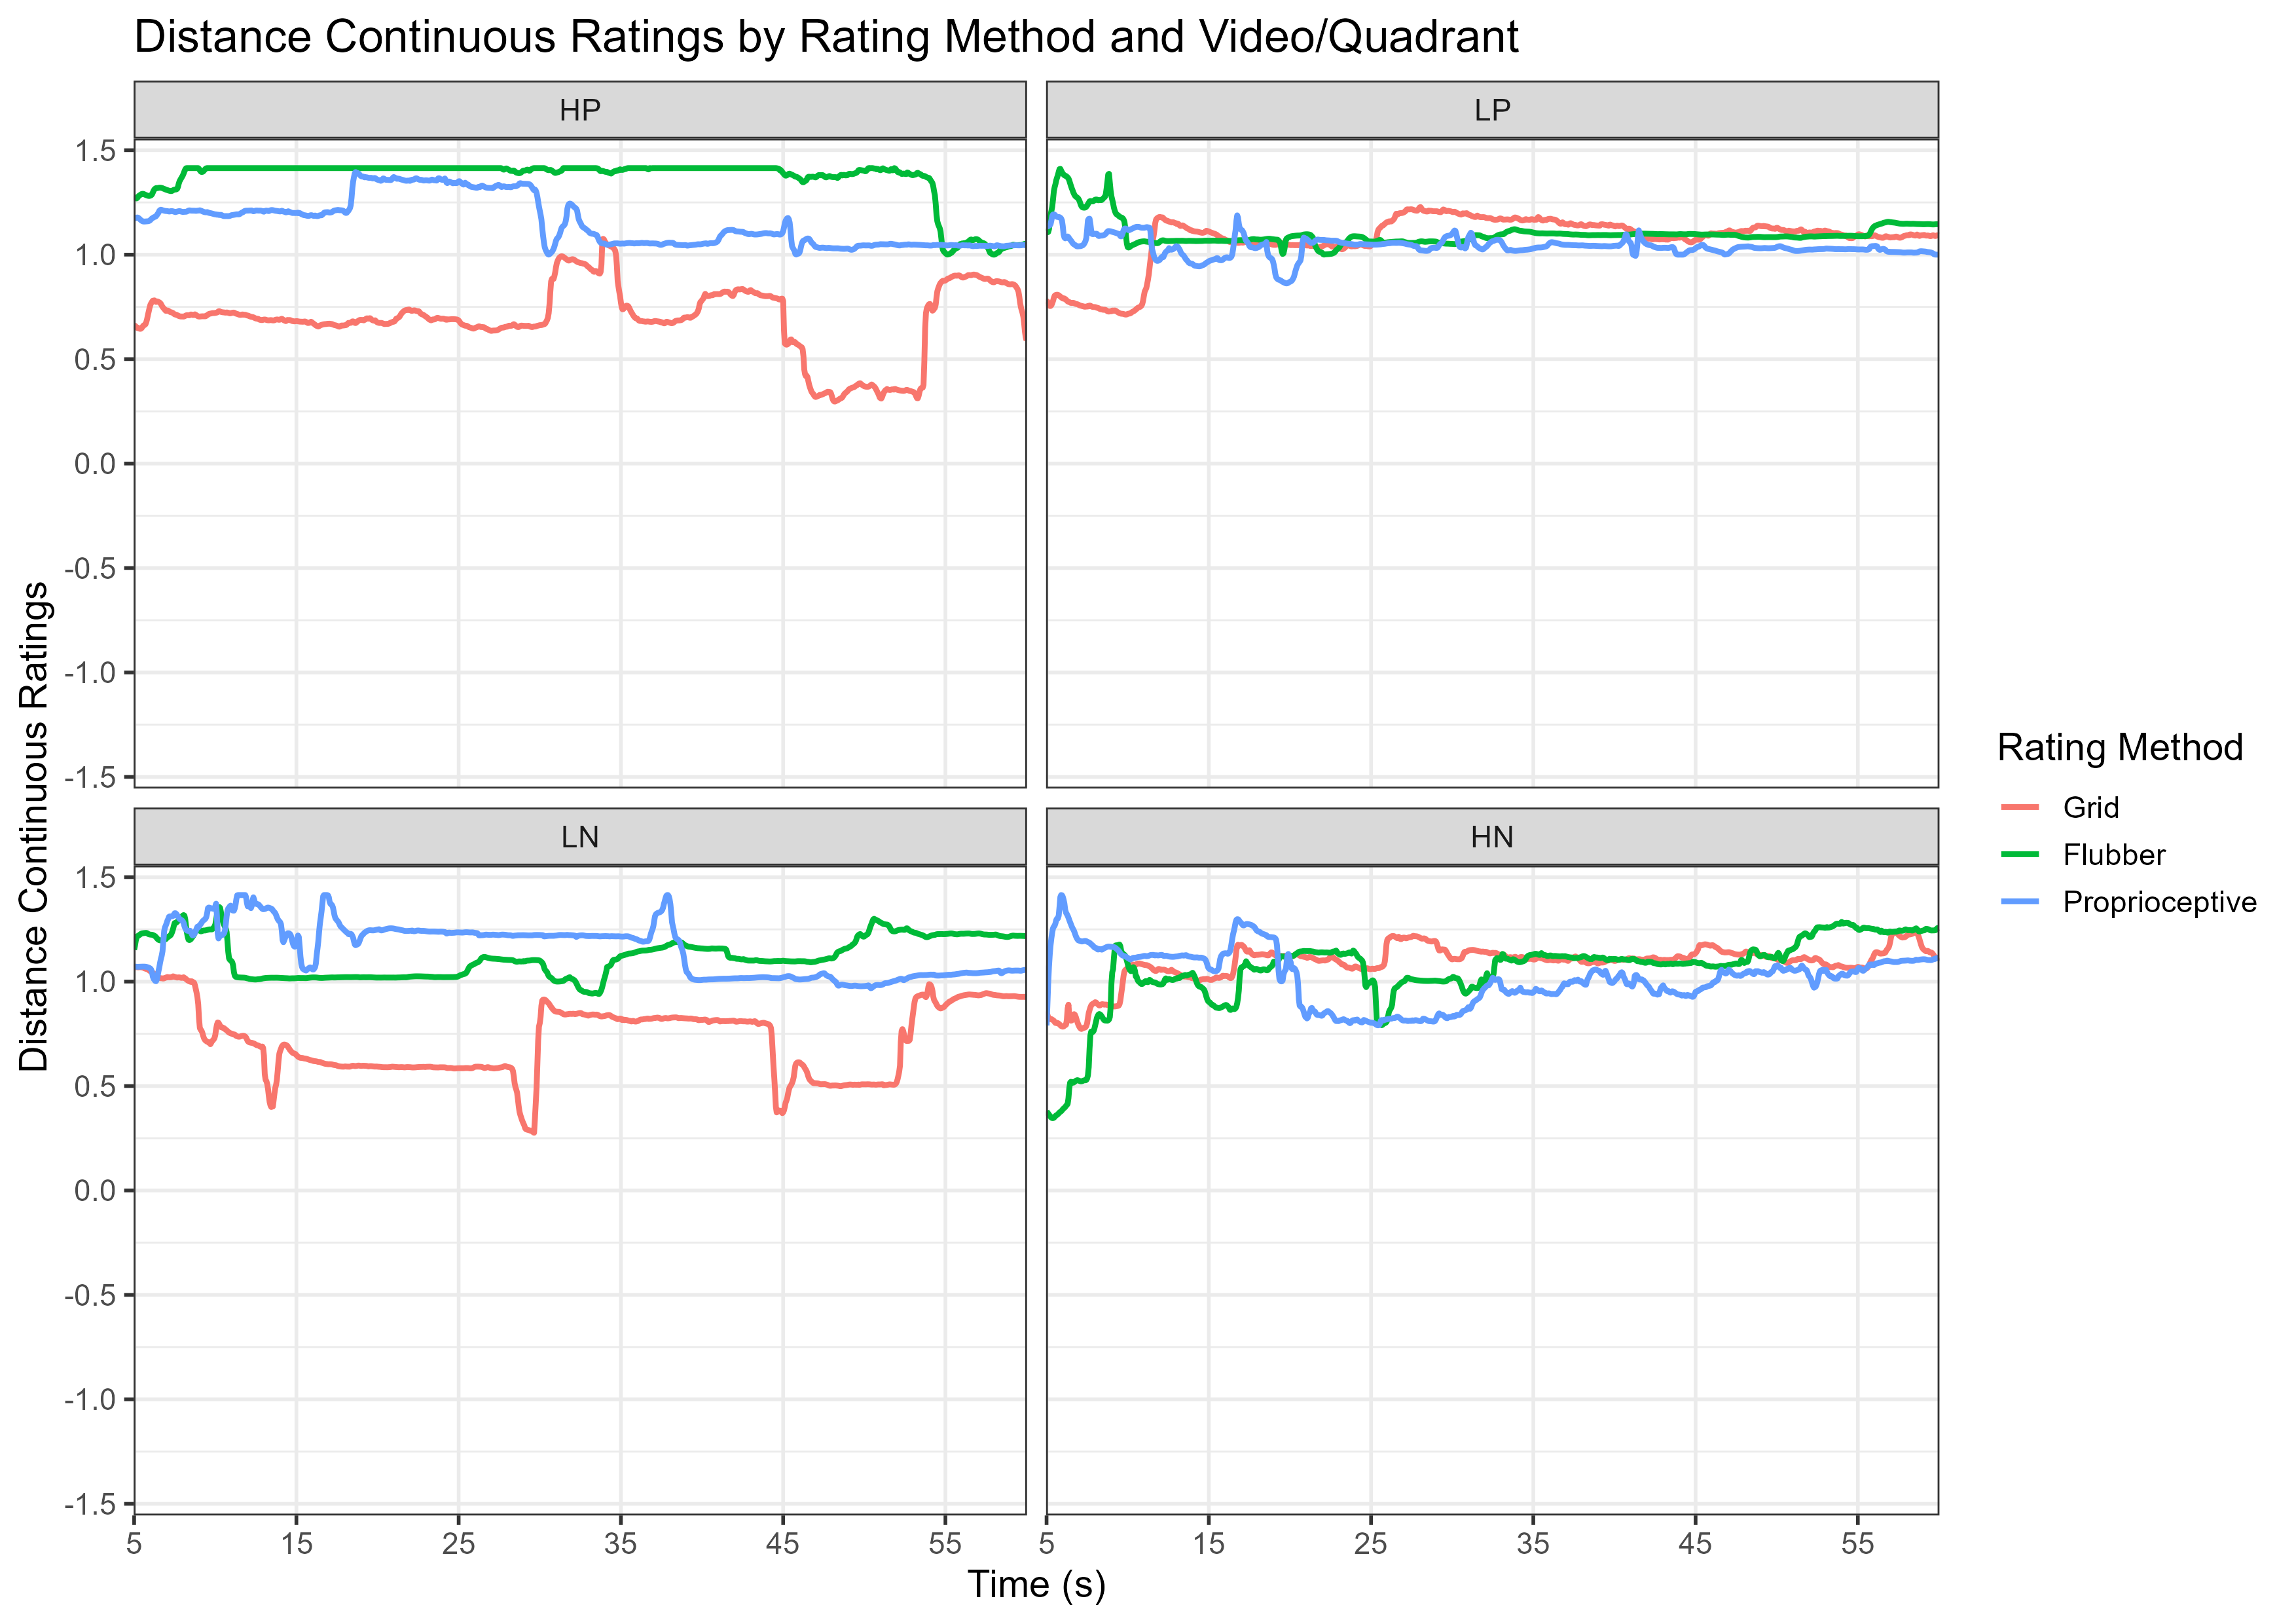 Distance Continuous Ratings by Rating Method and Video/Quadrant
HP
LP
1.5
1.0
0.5
0.0
-0.5
-1.0
-1.5
LN
HN
1.5
1.0
0.5
0.0
-0.5
-1.0
-1.5
5 15 25 35 45 55
5 15 25 35 45 55
Time (s)
Distance Continuous Ratings
Rating Method
Grid
Flubber
Proprioceptive